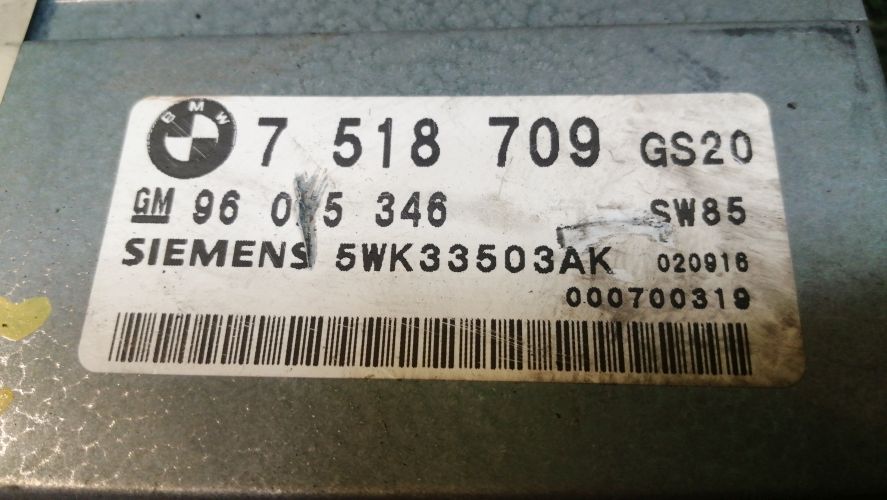 BMW 7 518 709 GS20
GM 96 346 SW85
SIEMENS 5WK33503AK 020916
000700319